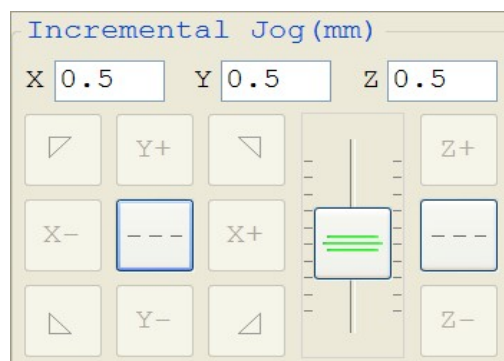 Incremental Jog(mm)
X 0.5 Y 0.5 Z 0.5
Y+ Z+
X- --- X+ ---
Y- Z-